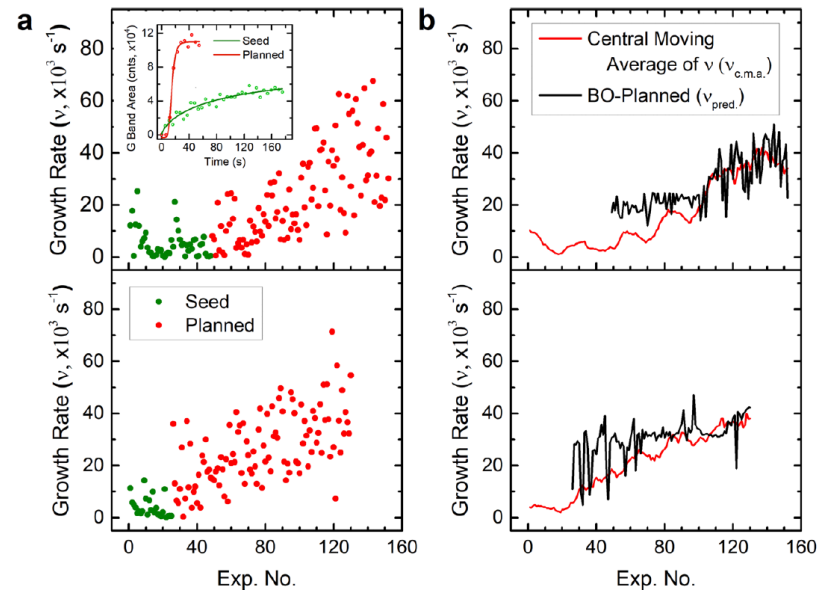 a
b
G Band Area (cnts, x10⁴)
12
8
4
0
0 40 80 120 160
Time (s)
Seed
Planned
Growth Rate (ν, x10³ s⁻¹)
80
60
40
20
0
Central Moving
Average of ν (νc.m.a.)
BO-Planned (νpred.)
Growth Rate (ν, x10³ s⁻¹)
80
60
40
20
0
Seed
Planned
Growth Rate (ν, x10³ s⁻¹)
80
60
40
20
0
0 40 80 120 160
Exp. No.
Growth Rate (ν, x10³ s⁻¹)
80
60
40
20
0
0 40 80 120 160
Exp. No.